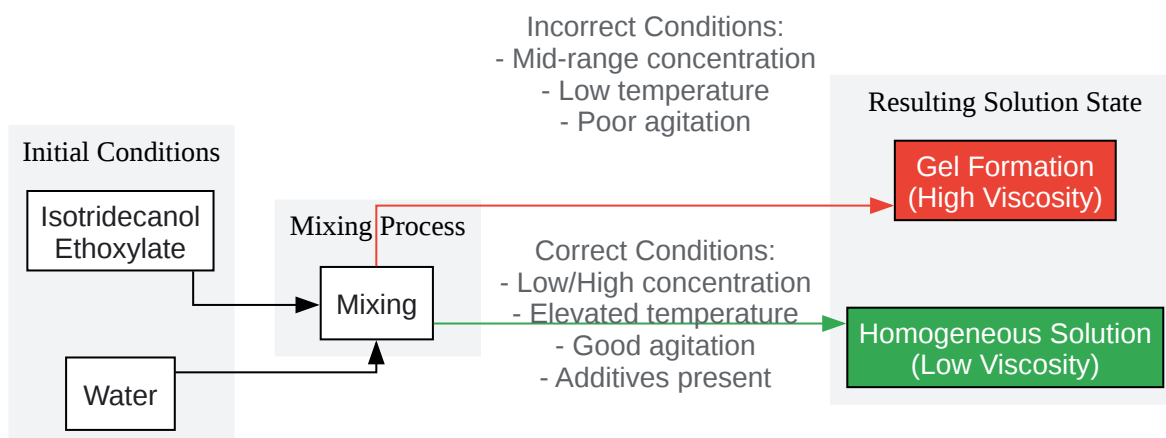 Initial Conditions
Isotridecanol
Ethoxylate
Water
Mixing Process
Mixing
Incorrect Conditions:
- Mid-range concentration
- Low temperature
- Poor agitation
Correct Conditions:
- Low/High concentration
- Elevated temperature
- Good agitation
- Additives present
Resulting Solution State
Gel Formation
(High Viscosity)
Homogeneous Solution
(Low Viscosity)